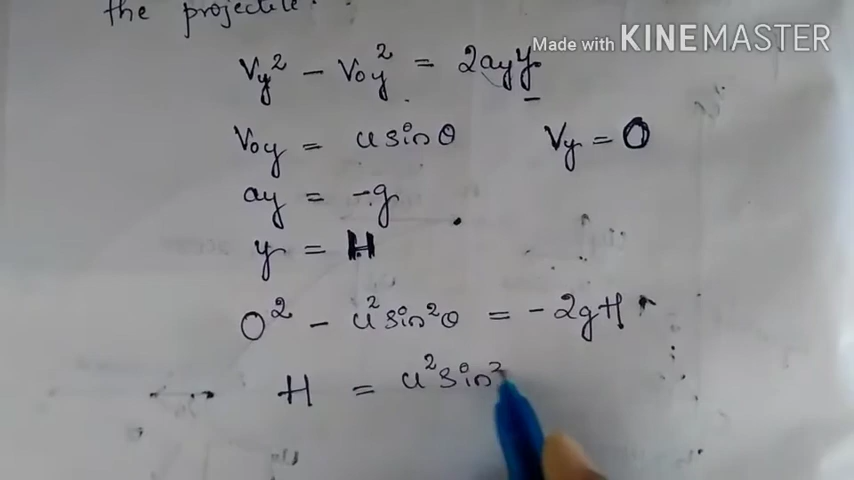 the projectile.
Made with KINEMASTER
Vy² - Voy² = 2ayy
Voy = u sinθ Vy = 0
ay = -g
y = H
0² - u² sin²θ = -2gH
H = u² sin²